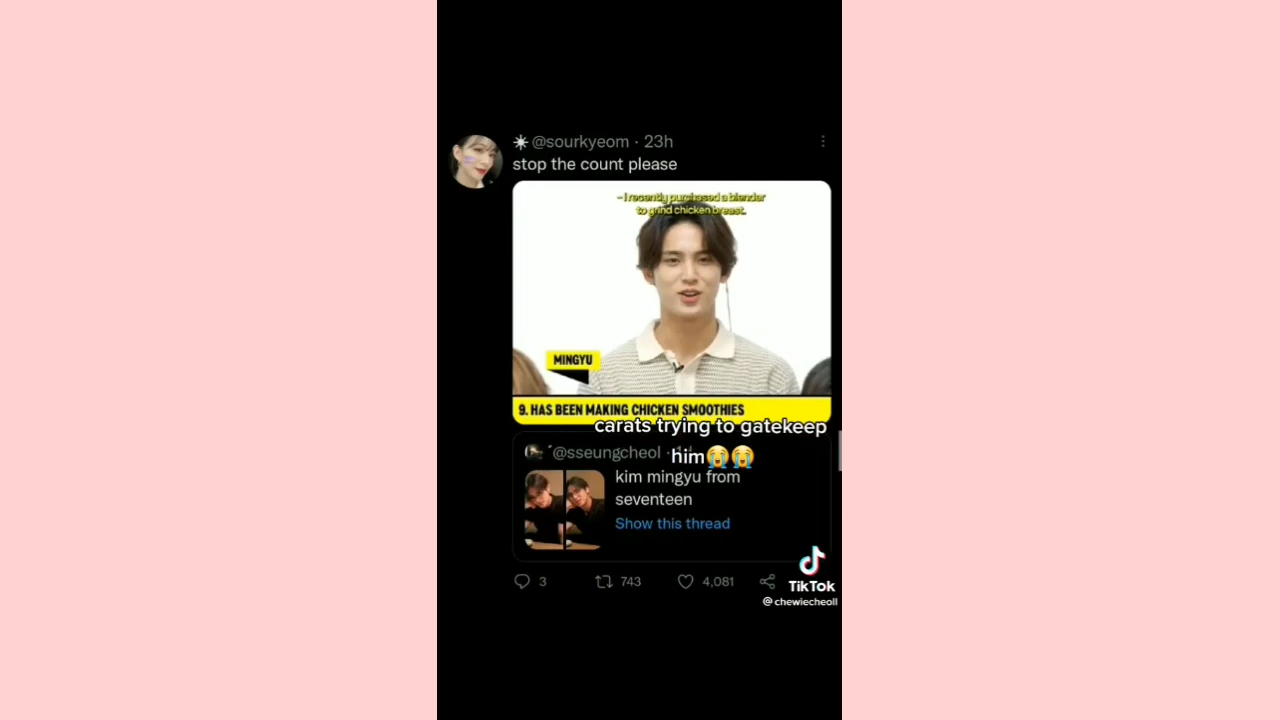 @sourkyeom · 23h
stop the count please
- I recently purchased a blender
to grind chicken breast.
MINGYU
9. HAS BEEN MAKING CHICKEN SMOOTHIES
carats trying to gatekeep
him😭😭
@sseungcheol ·
kim mingyu from
seventeen
Show this thread
3
743
4,081
TikTok
@chewiecheoll